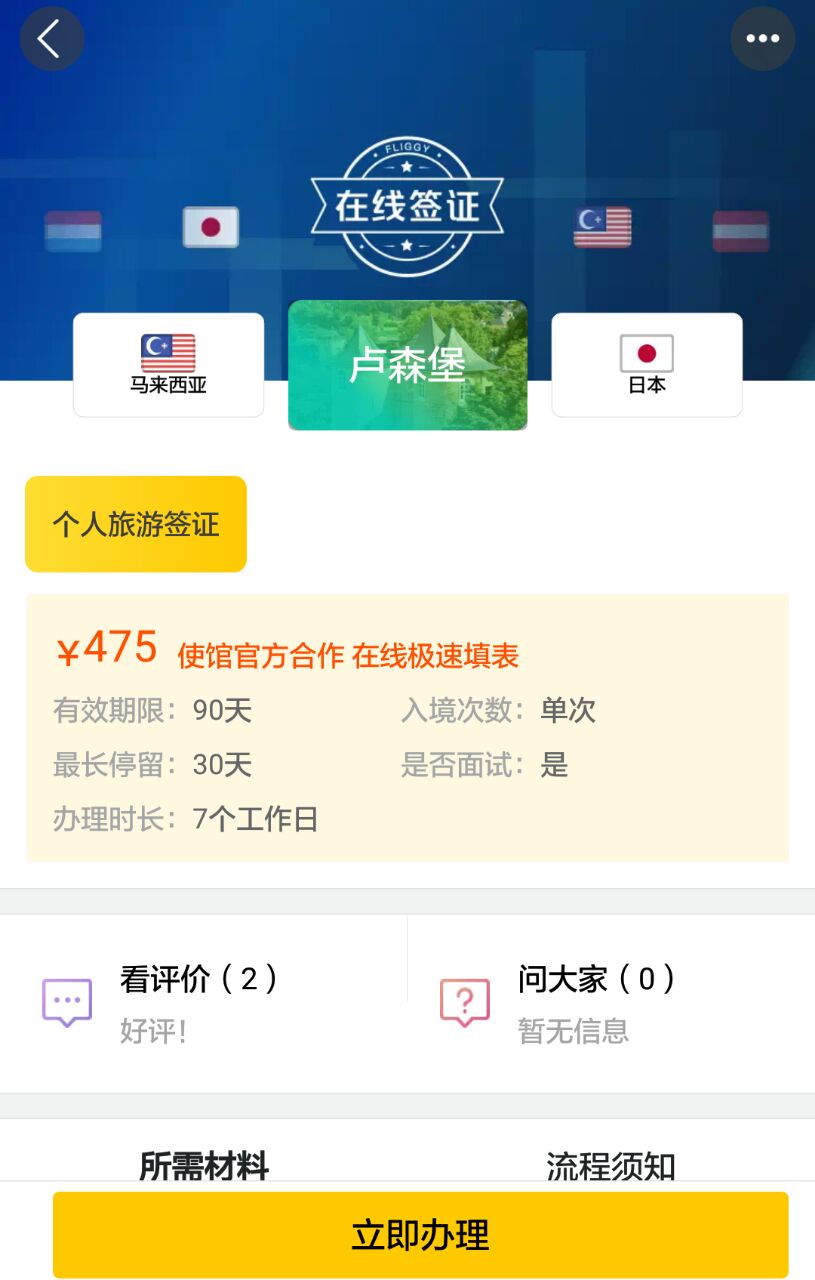 FLIGGY
在线签证
马来西亚
卢森堡
日本
个人旅游签证
￥475 使馆官方合作 在线极速填表
有效期限：90天 入境次数：单次
最长停留：30天 是否面试：是
办理时长：7个工作日
看评价（2）
好评！
问大家（0）
暂无信息
所需材料 流程须知
立即办理